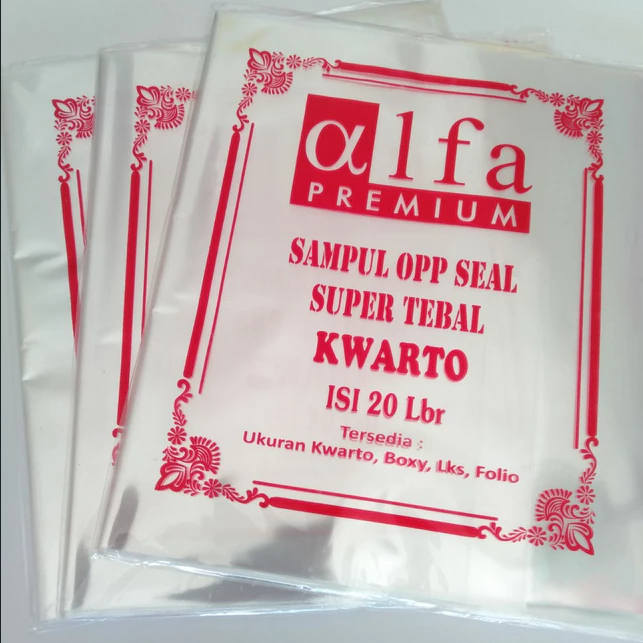 αlfa
PREMIUM
SAMPUL OPP SEAL
SUPER TEBAL
KWARTO
ISI 20 Lbr
Tersedia :
Ukuran Kwarto, Boxy, Lks, Folio